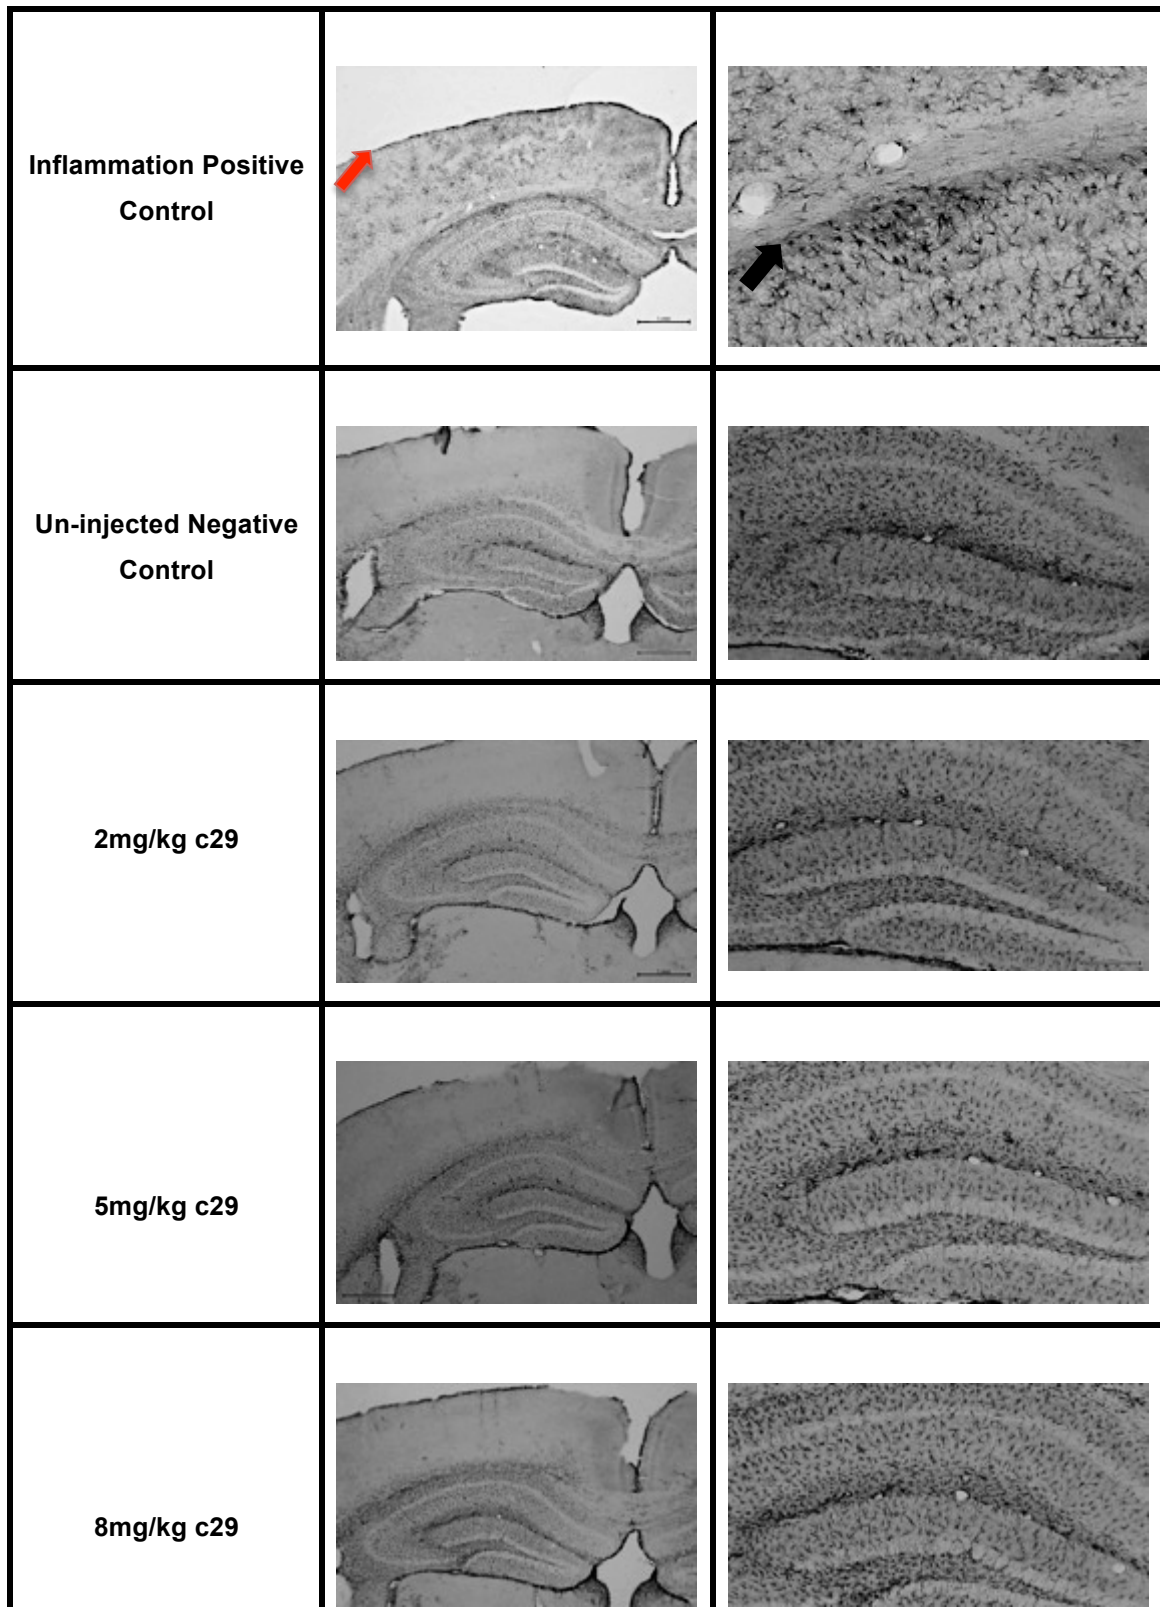 Inflammation Positive
Control
Un-injected Negative
Control
2mg/kg c29
5mg/kg c29
8mg/kg c29